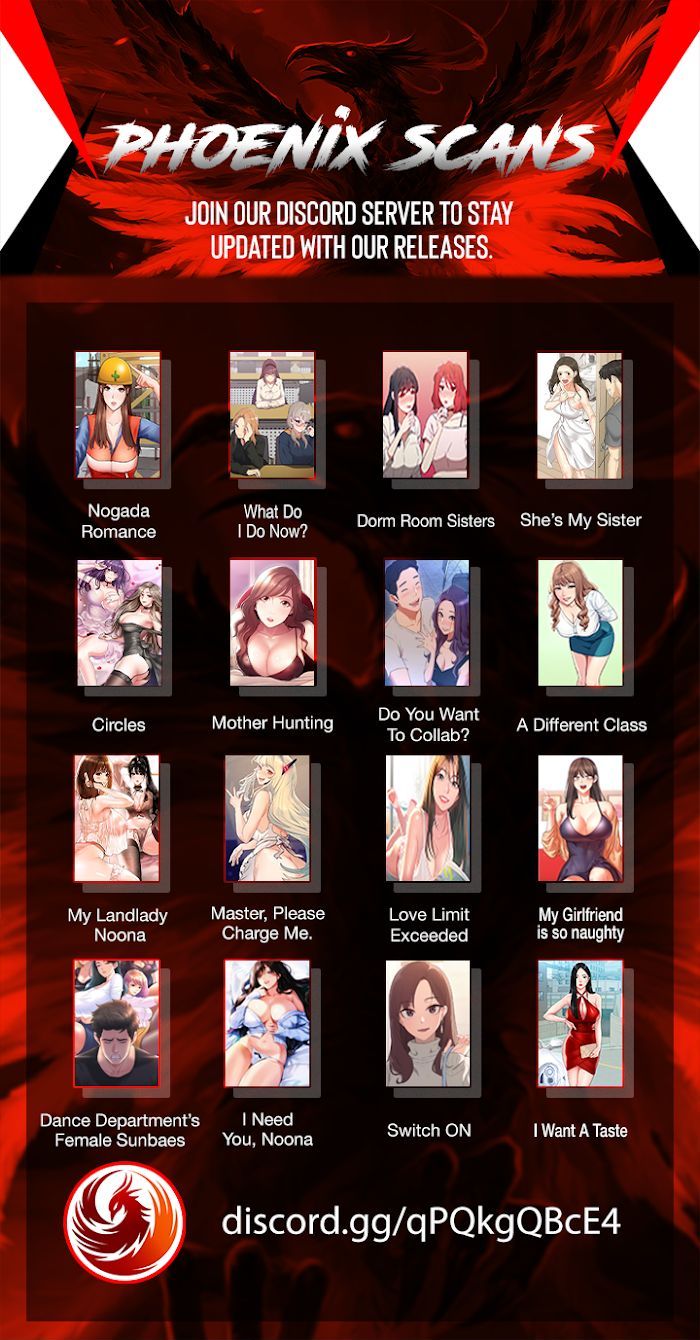 PHOENIX SCANS
JOIN OUR DISCORD SERVER TO STAY
UPDATED WITH OUR RELEASES.
Nogada
Romance
What Do
I Do Now?
Dorm Room Sisters
She's My Sister
Circles
Mother Hunting
Do You Want
To Collab?
A Different Class
My Landlady
Noona
Master, Please
Charge Me.
Love Limit
Exceeded
My Girlfriend
is so naughty
Dance Department's
Female Sunbaes
I Need
You, Noona
Switch ON
I Want A Taste
discord.gg/qPQkgQBcE4